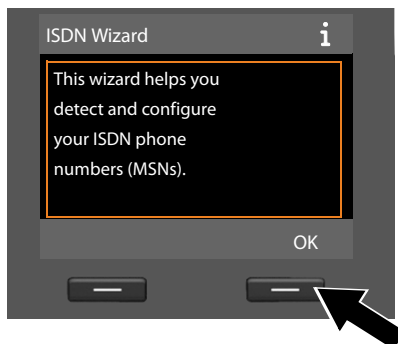 ISDN Wizard i
This wizard helps you
detect and configure
your ISDN phone
numbers (MSNs).
OK